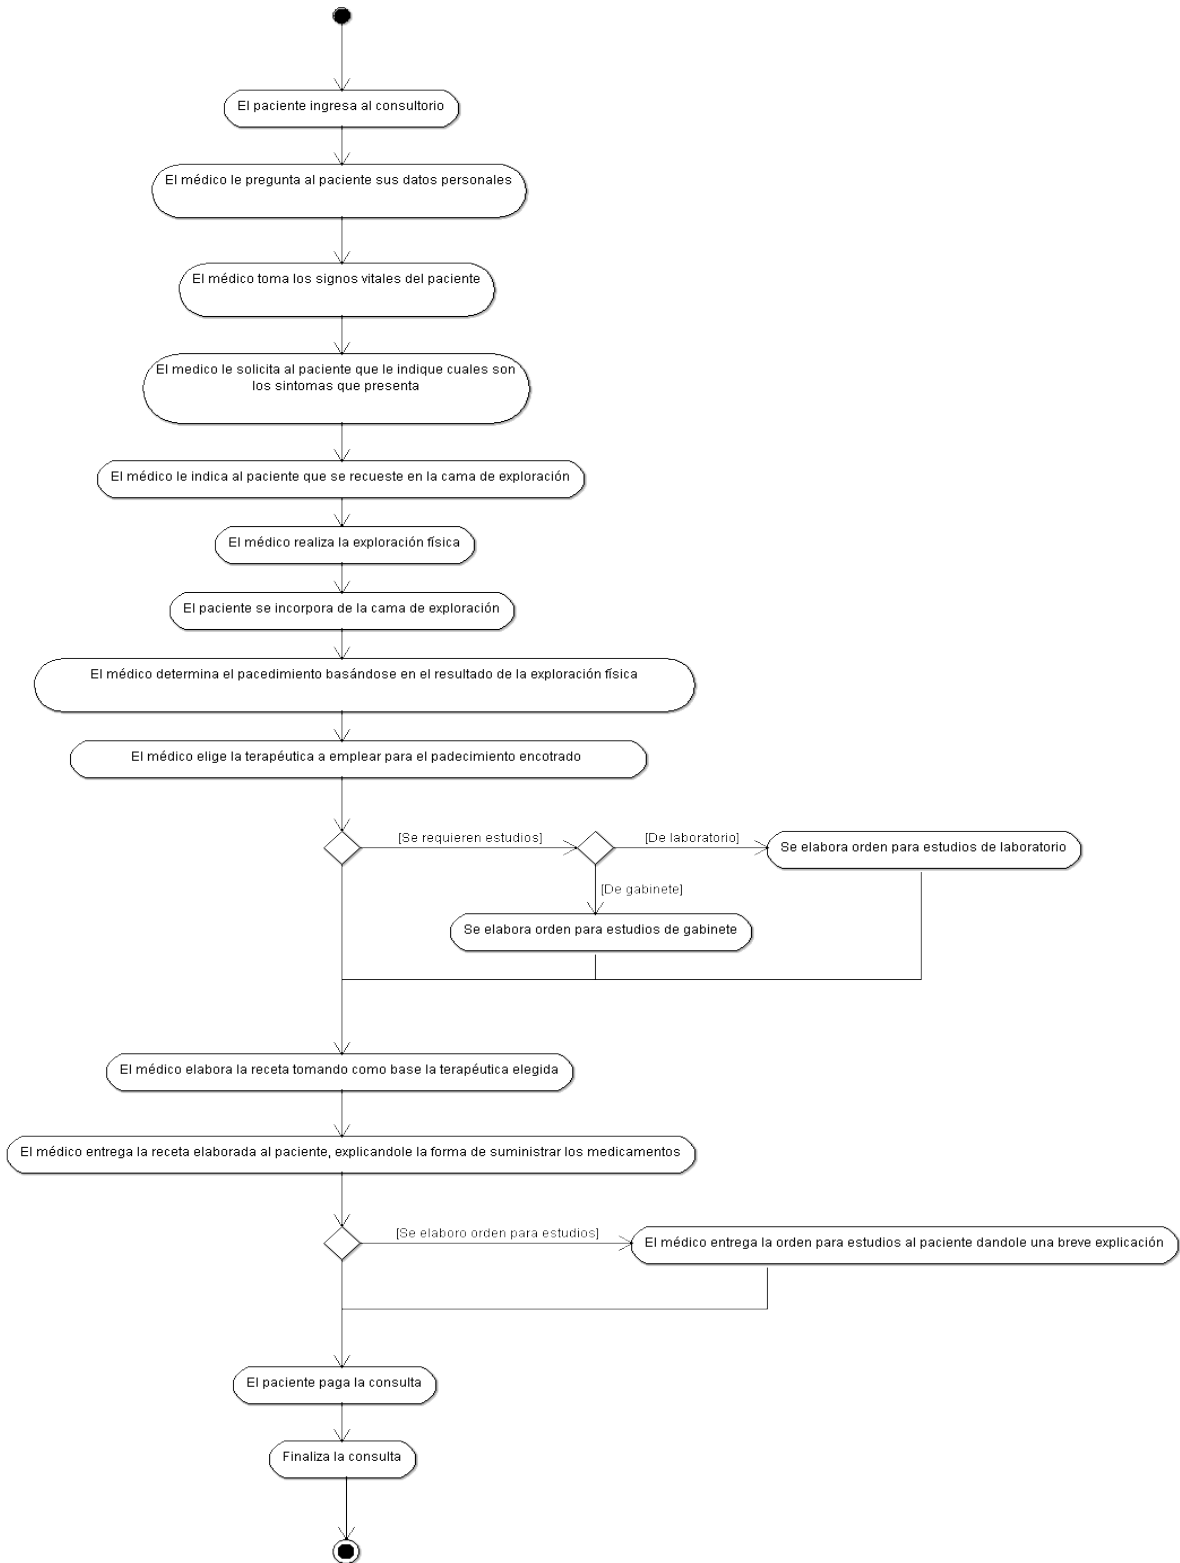 El paciente ingresa al consultorio
El médico le pregunta al paciente sus datos personales
El médico toma los signos vitales del paciente
El medico le solicita al paciente que le indique cuales son
los sintomas que presenta
El médico le indica al paciente que se recueste en la cama de exploración
El médico realiza la exploración física
El paciente se incorpora de la cama de exploración
El médico determina el pacedimiento basándose en el resultado de la exploración física
El médico elige la terapéutica a emplear para el padecimiento encotrado
[Se requieren estudios]
[De laboratorio]
Se elabora orden para estudios de laboratorio
[De gabinete]
Se elabora orden para estudios de gabinete
El médico elabora la receta tomando como base la terapéutica elegida
El médico entrega la receta elaborada al paciente, explicandole la forma de suministrar los medicamentos
[Se elaboro orden para estudios]
El médico entrega la orden para estudios al paciente dandole una breve explicación
El paciente paga la consulta
Finaliza la consulta